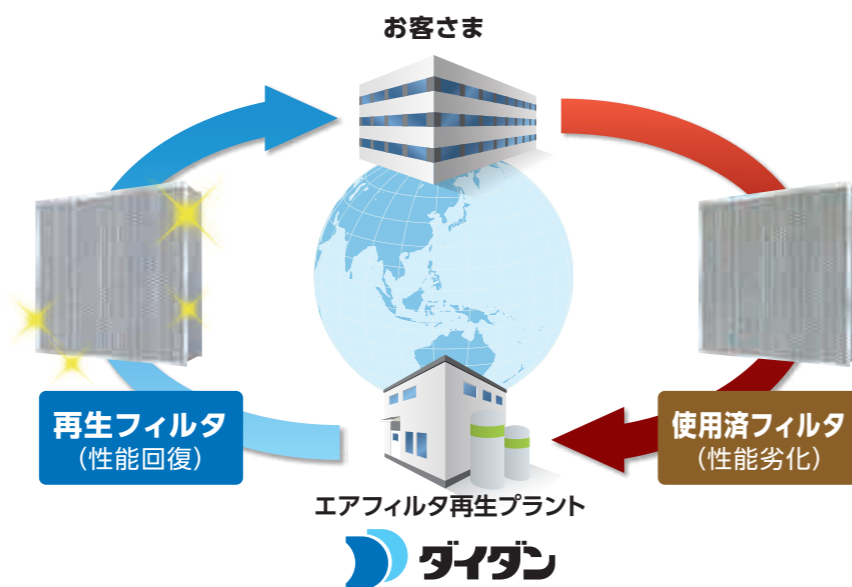 お客さま
再生フィルタ
(性能回復)
使用済フィルタ
(性能劣化)
エアフィルタ再生プラント
ダイダン